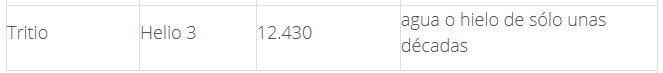 Tritio Helio 3 12.430 agua o hielo de sólo unas
décadas